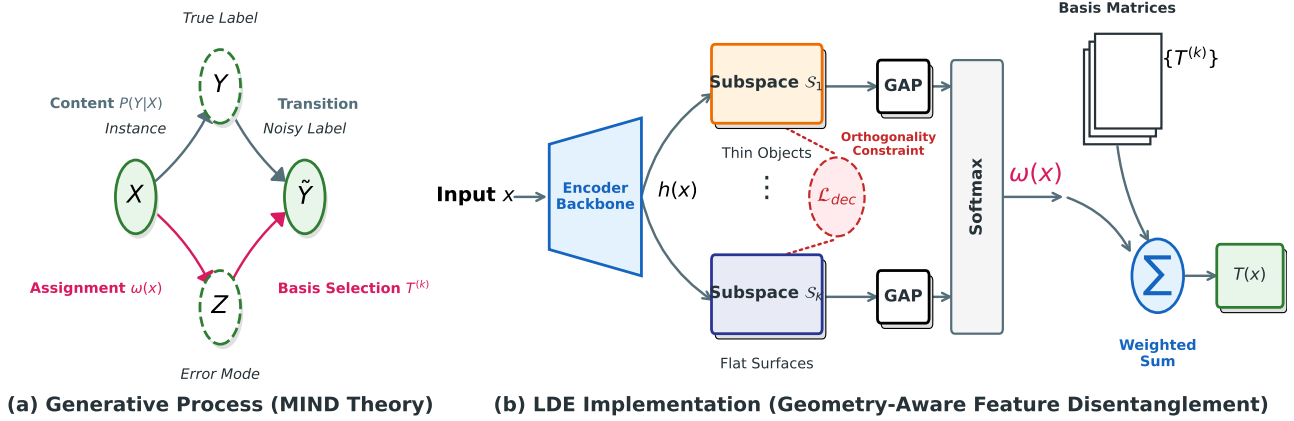 True Label
Y
Content P(Y|X)
Transition
Instance
Noisy Label
X
Ỹ
Assignment ω(x)
Basis Selection T^(k)
Z
Error Mode
(a) Generative Process (MIND Theory)
Input x
Encoder
Backbone
h(x)
Subspace 𝒮_1
Thin Objects
⋮
Subspace 𝒮_K
Flat Surfaces
Orthogonality
Constraint
ℒ_dec
GAP
GAP
Softmax
ω(x)
Basis Matrices
{T^(k)}
∑
Weighted
Sum
T(x)
(b) LDE Implementation (Geometry-Aware Feature Disentanglement)